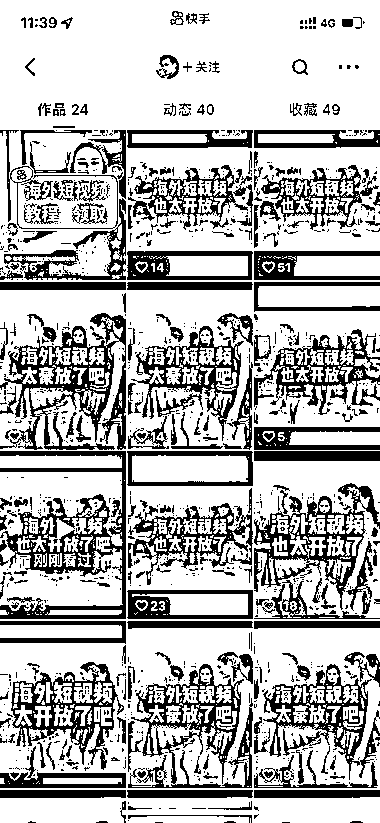 11:39
快手
4G
+关注
作品 24
动态 40
收藏 49
海外短视频
教程 领取
16
海外短视频
也太开放了
14
海外短视频
也太开放了
51
海外短视频
太豪放了吧
海外短视频
太豪放了吧
14
海外短视频
也太开放了
5
海外短视频
也太开放了吧
刚刚看过
373
海外短视频
也太开放了
23
海外短视频
也太开放了
18
海外短视频
太开放了吧
24
海外短视频
太豪放了吧
19
海外短视频
太豪放了吧
19